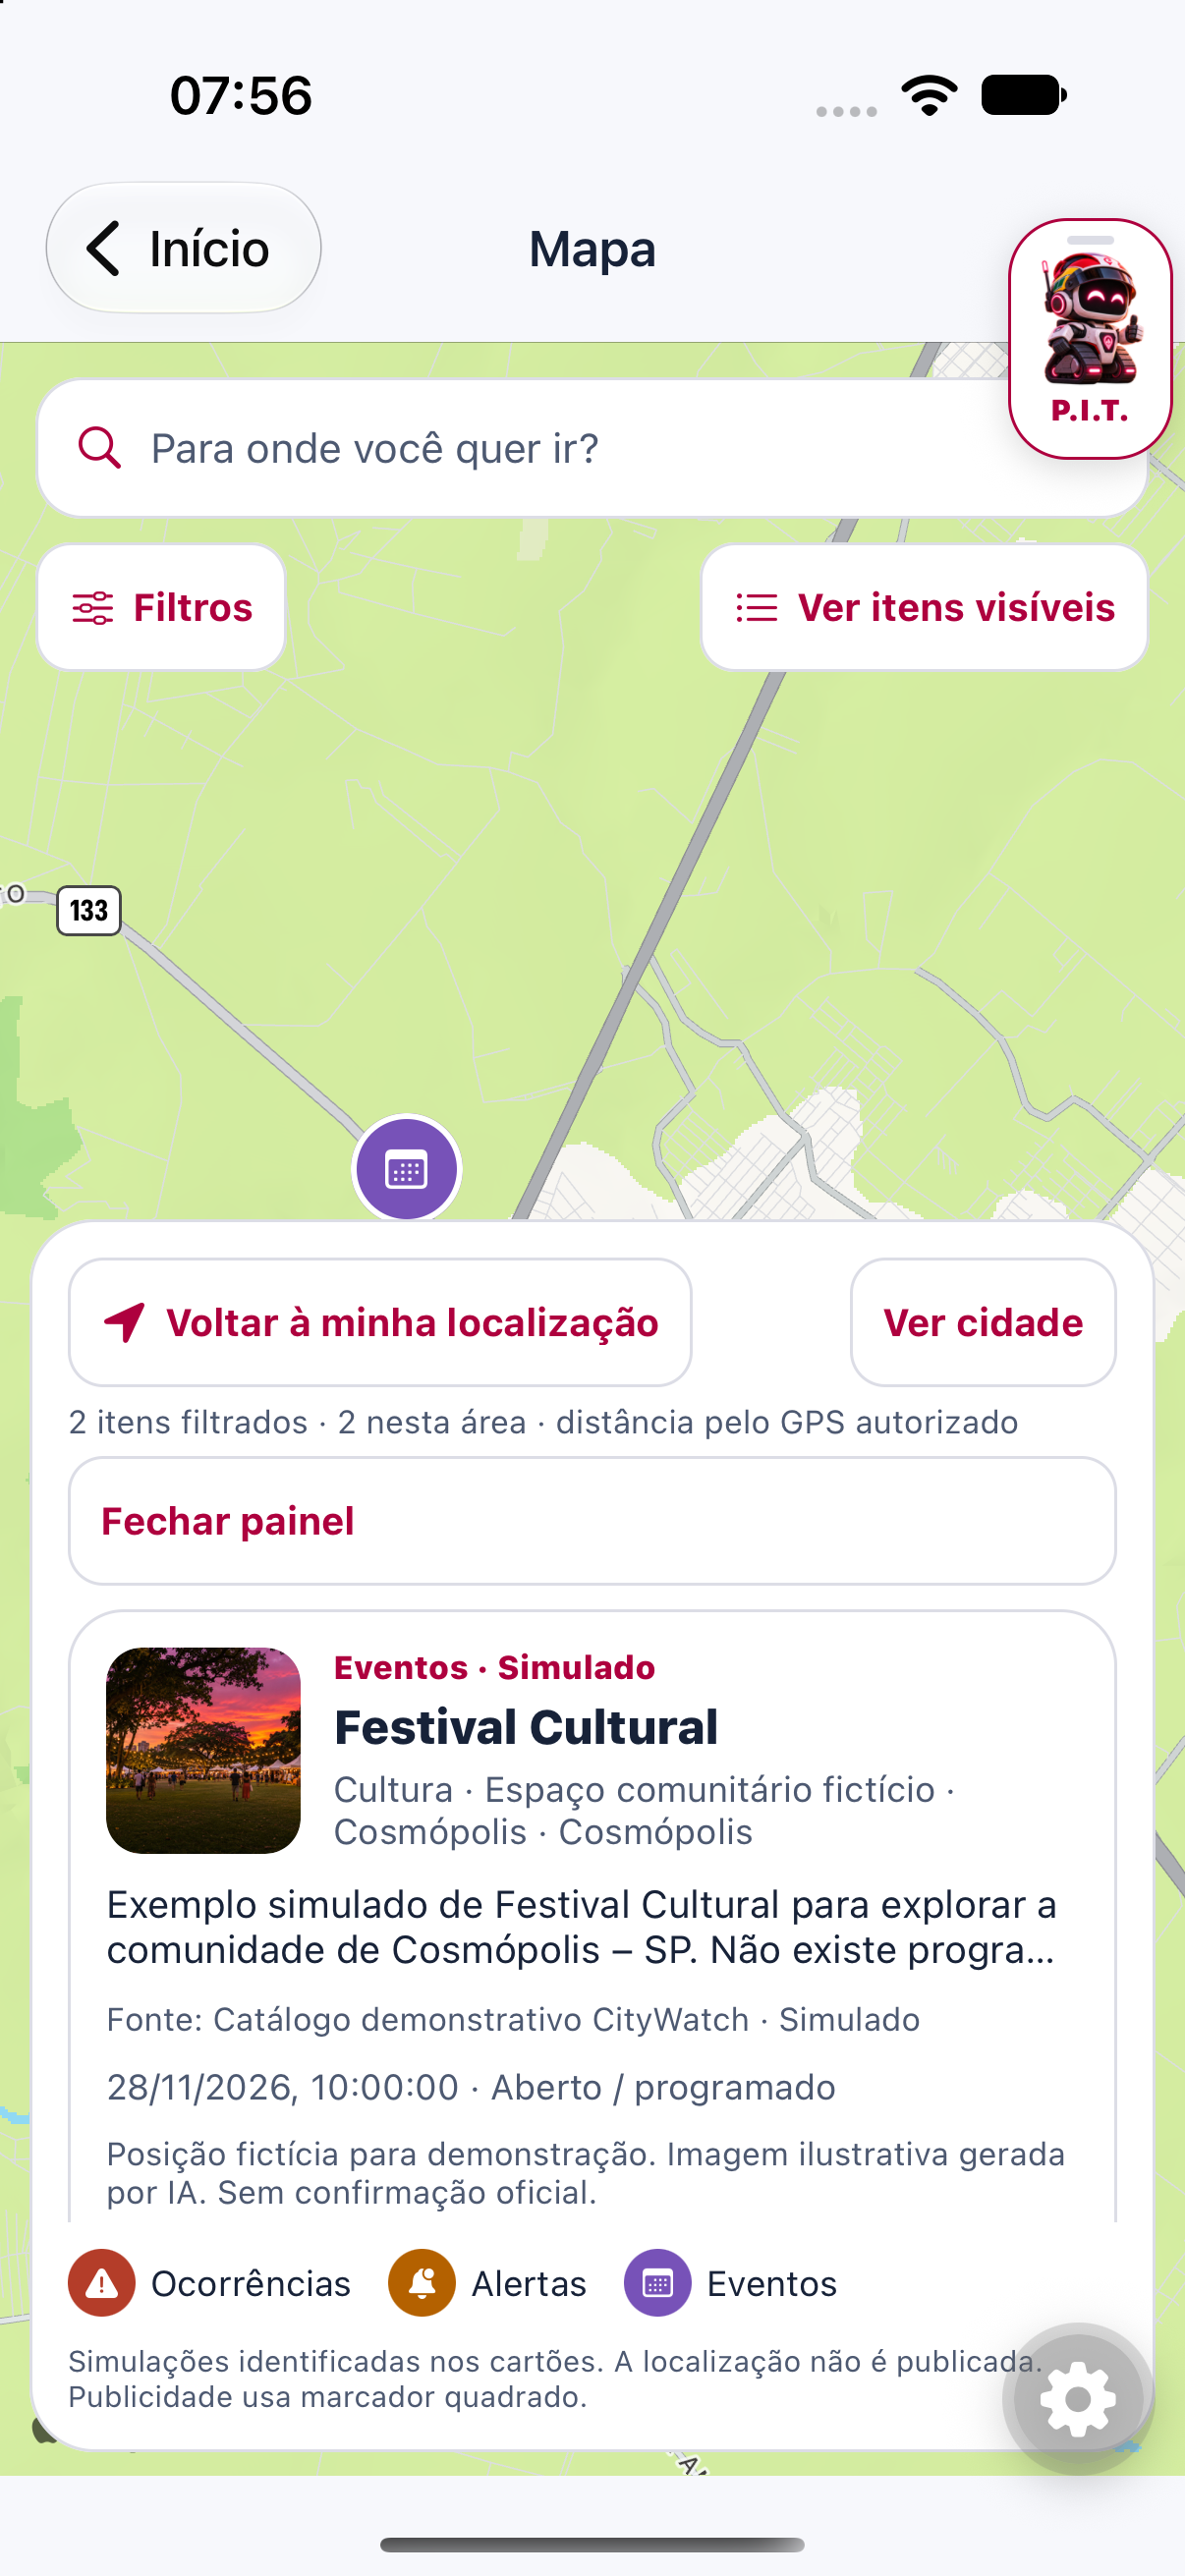 07:56
Início
Mapa
P.I.T.
Para onde você quer ir?
Filtros
Ver itens visíveis
133
Voltar à minha localização
Ver cidade
2 itens filtrados · 2 nesta área · distância pelo GPS autorizado
Fechar painel
Eventos · Simulado
Festival Cultural
Cultura · Espaço comunitário fictício ·
Cosmópolis · Cosmópolis
Exemplo simulado de Festival Cultural para explorar a
comunidade de Cosmópolis – SP. Não existe progra...
Fonte: Catálogo demonstrativo CityWatch · Simulado
28/11/2026, 10:00:00 · Aberto / programado
Posição fictícia para demonstração. Imagem ilustrativa gerada
por IA. Sem confirmação oficial.
Ocorrências
Alertas
Eventos
Simulações identificadas nos cartões. A localização não é publicada.
Publicidade usa marcador quadrado.